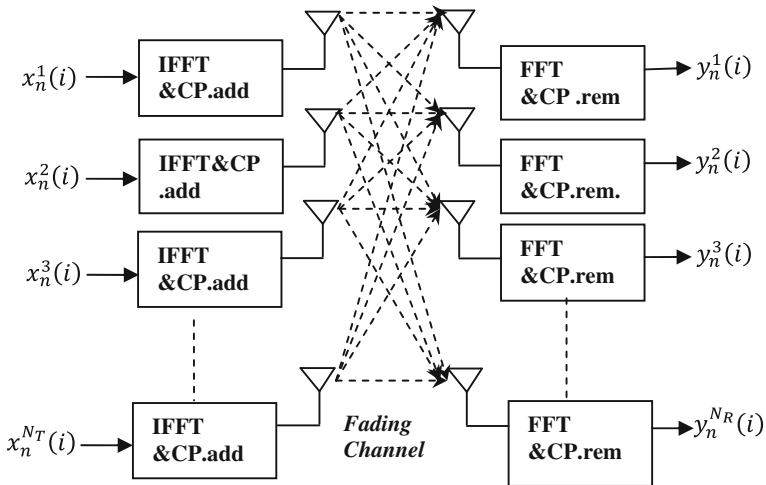 x_n^1(i)
IFFT
&CP.add
FFT
&CP .rem
y_n^1(i)
x_n^2(i)
IFFT&CP
.add
FFT
&CP.rem.
y_n^2(i)
x_n^3(i)
IFFT
&CP.add
FFT
&CP.rem
y_n^3(i)
x_n^{N_T}(i)
IFFT
&CP.add
Fading
Channel
FFT
&CP.rem
y_n^{N_R}(i)